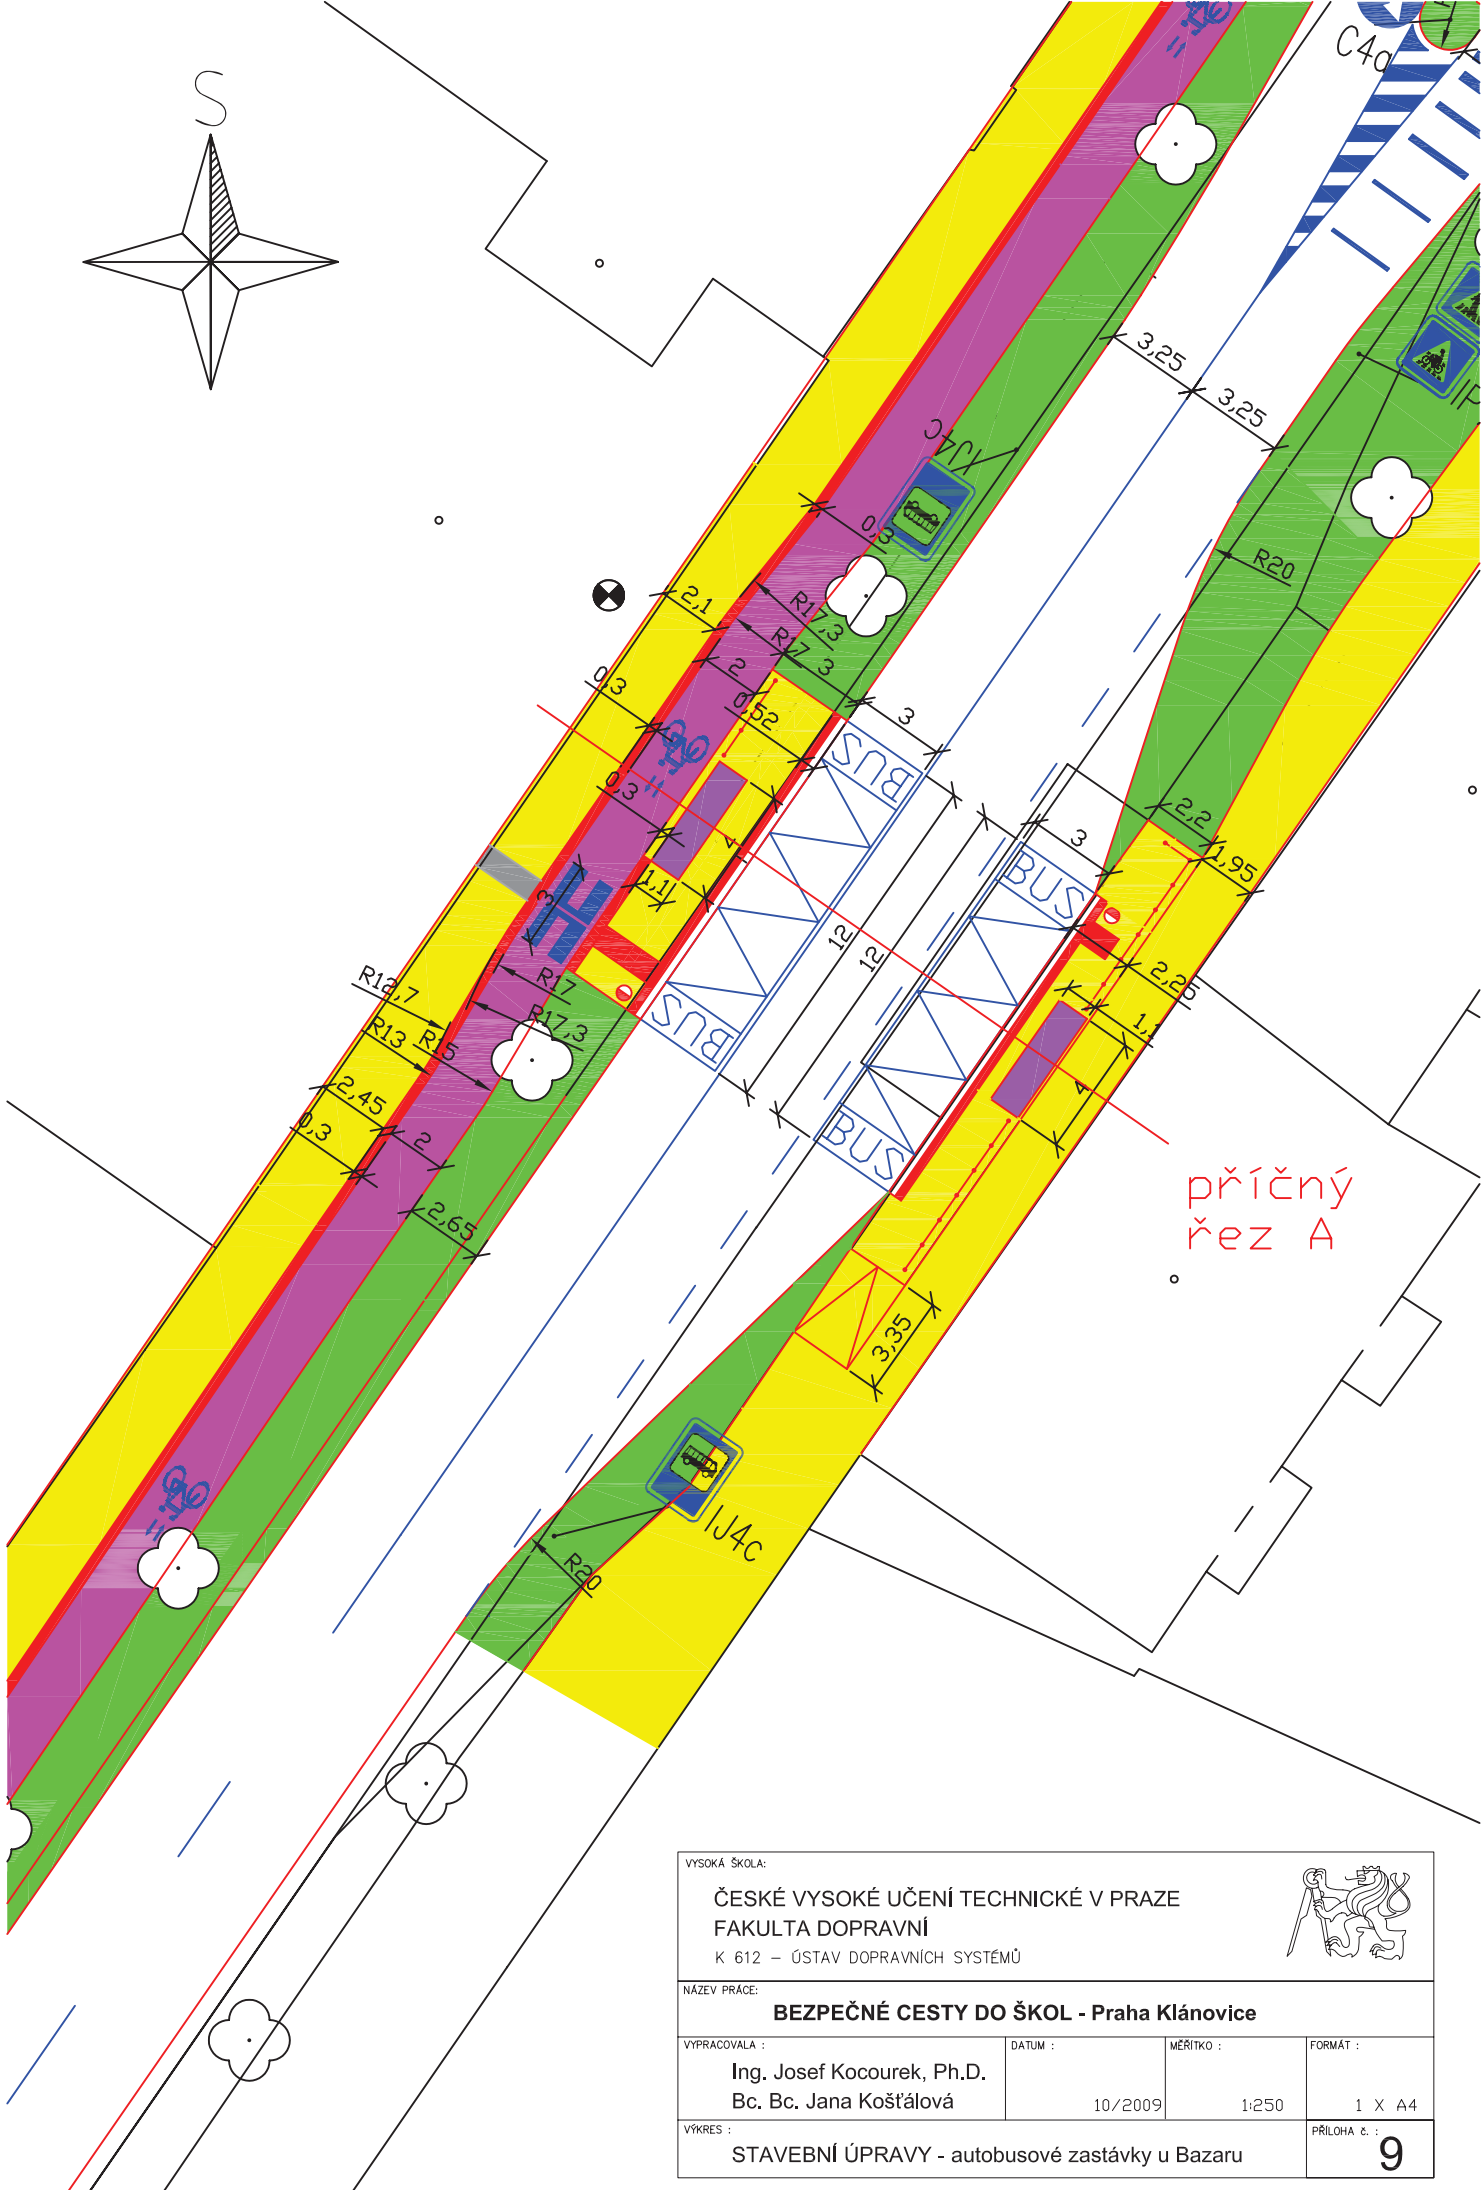 S
C4a
3,25
3,25
IJ4c
0,3
R20
2,1
R17,3
R17
3
2
0,3
0,52
3
BUS
0,3
4
2,2
3
1,95
BUS
1,1
3
12
12
2,25
R12,7
R17
R17,3
R13
R15
BUS
1,1
4
2,45
2
0,3
BUS
2,65
příčný
řez A
3,35
IJ4c
R20
VYSOKÁ ŠKOLA:
ČESKÉ VYSOKÉ UČENÍ TECHNICKÉ V PRAZE
FAKULTA DOPRAVNÍ
K 612 – ÚSTAV DOPRAVNÍCH SYSTÉMŮ
NÁZEV PRÁCE:
BEZPEČNÉ CESTY DO ŠKOL - Praha Klánovice
VYPRACOVALA :
Ing. Josef Kocourek, Ph.D.
Bc. Bc. Jana Košťálová
DATUM :
10/2009
MĚŘÍTKO :
1:250
FORMÁT :
1 X A4
VÝKRES :
STAVEBNÍ ÚPRAVY - autobusové zastávky u Bazaru
PŘÍLOHA č. :
9